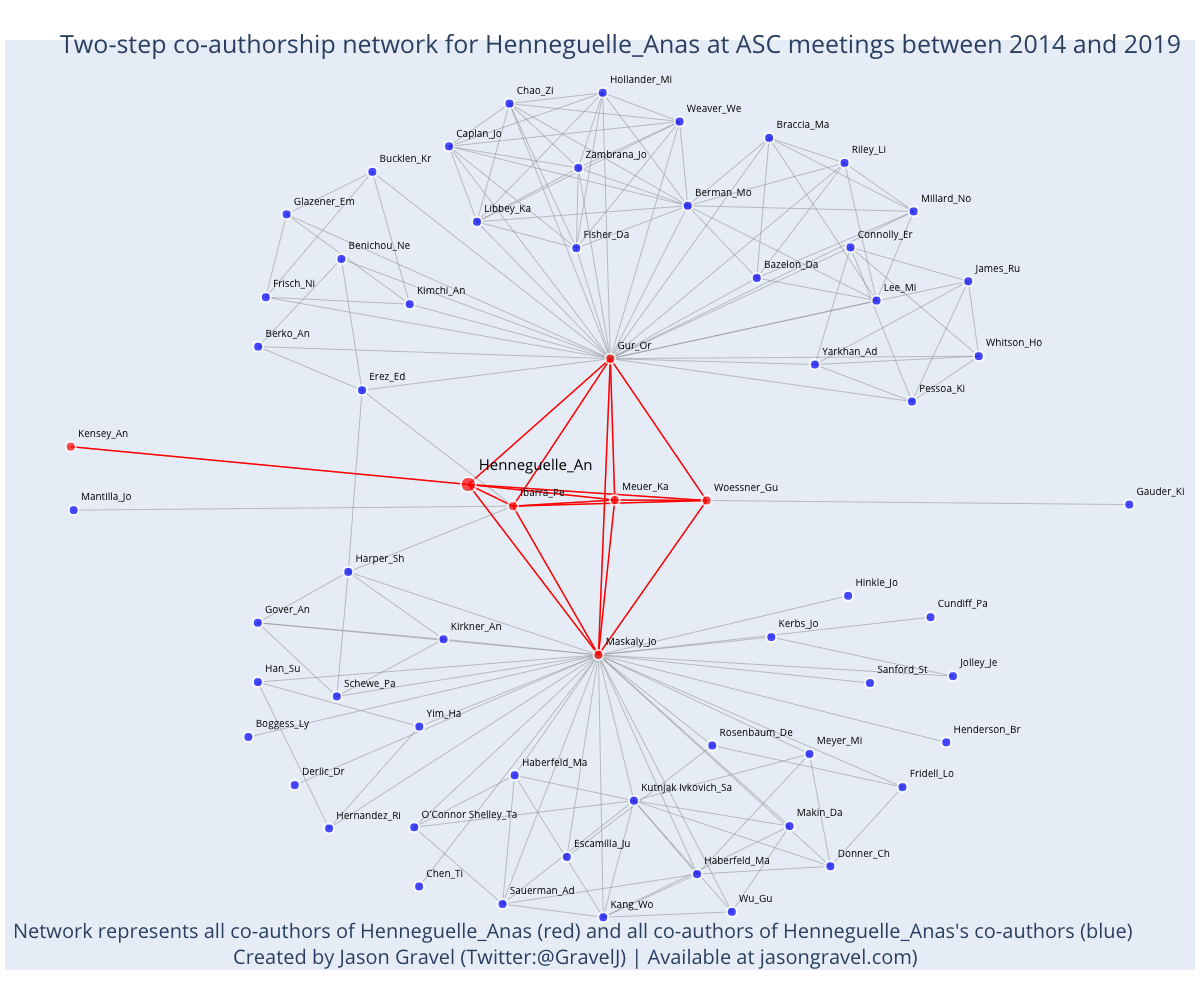 Two-step co-authorship network for Henneguelle_Anas at ASC meetings between 2014 and 2019
Hollander_Mi
Chao_Zi
Weaver_We
Braccia_Ma
Caplan_Jo
Riley_Li
Bucklen_Kr
Zambrana_Jo
Berman_Mo
Millard_No
Glazener_Em
Libbey_Ka
Fisher_Da
Connolly_Er
Benichou_Ne
Bazelon_Da
James_Ru
Frisch_Ni
Kimchi_An
Lee_Mi
Berko_An
Gur_Or
Yarkhan_Ad
Whitson_Ho
Erez_Ed
Pessoa_Ki
Kensey_An
Henneguelle_An
Mantilla_Jo
Ibarra_Pe
Meuer_Ka
Woessner_Gu
Gauder_Ki
Harper_Sh
Hinkle_Jo
Gover_An
Cundiff_Pa
Kirkner_An
Kerbs_Jo
Maskaly_Jo
Han_Su
Schewe_Pa
Sanford_St
Jolley_Je
Boggess_Ly
Yim_Ha
Rosenbaum_De
Meyer_Mi
Henderson_Br
Derlic_Dr
Haberfeld_Ma
Fridell_Lo
Kutnjak Ivkovich_Sa
Hernandez_Ri
O'Connor Shelley_Ta
Makin_Da
Escamilla_Ju
Donner_Ch
Chen_Ti
Haberfeld_Ma
Sauerman_Ad
Kang_Wo
Wu_Gu
Network represents all co-authors of Henneguelle_Anas (red) and all co-authors of Henneguelle_Anas's co-authors (blue)
Created by Jason Gravel (Twitter:@GravelJ) | Available at jasongravel.com)